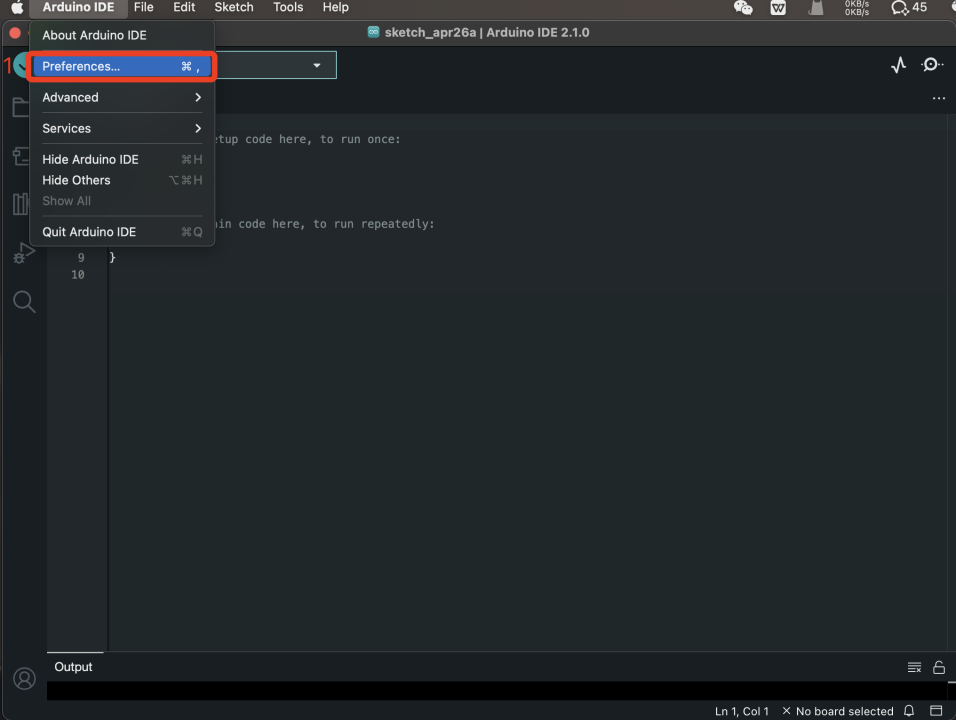 Arduino IDE File Edit Sketch Tools Help 0KB/s 45
0KB/s
About Arduino IDE
sketch_apr26a | Arduino IDE 2.1.0
1
Preferences... ⌘ ,
Advanced
Services
etup code here, to run once:
Hide Arduino IDE ⌘H
Hide Others ⌥⌘H
Show All
in code here, to run repeatedly:
Quit Arduino IDE ⌘Q
9 }
10
Output
Ln 1, Col 1 × No board selected